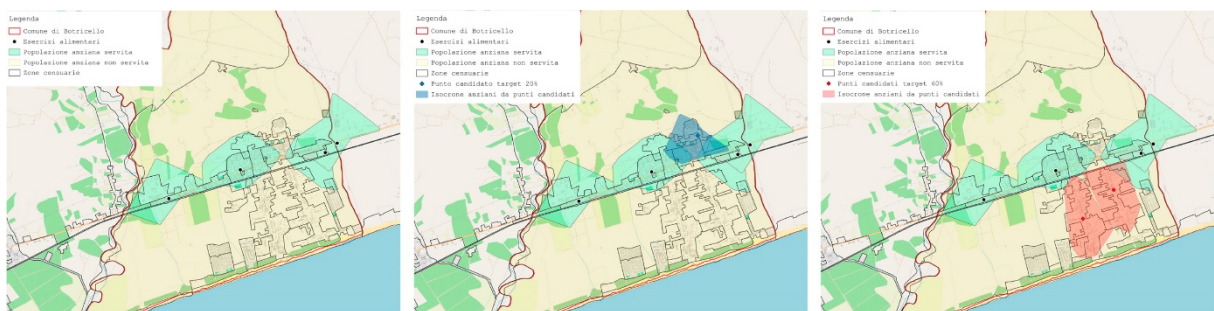 Legenda
Comune di Botricello
Esercizi alimentari
Popolazione anziana servita
Popolazione anziana non servita
Zone censuarie
Legenda
Comune di Botricello
Esercizi alimentari
Popolazione anziana servita
Popolazione anziana non servita
Zone censuarie
Punto candidato target 20%
Isocrone anziani da punti candidati
Legenda
Comune di Botricello
Esercizi alimentari
Popolazione anziana servita
Popolazione anziana non servita
Zone censuarie
Punti candidati target 60%
Isocrone anziani da punti candidati